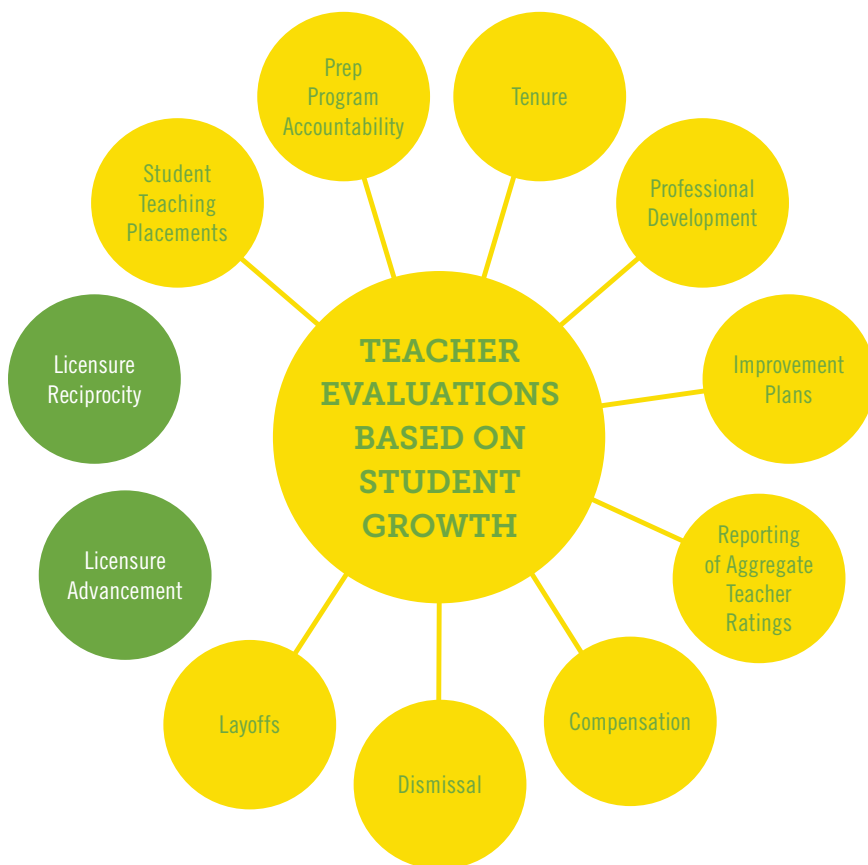 TEACHER
EVALUATIONS
BASED ON
STUDENT
GROWTH
Prep
Program
Accountability
Tenure
Professional
Development
Improvement
Plans
Reporting
of Aggregate
Teacher
Ratings
Compensation
Dismissal
Layoffs
Licensure
Advancement
Licensure
Reciprocity
Student
Teaching
Placements